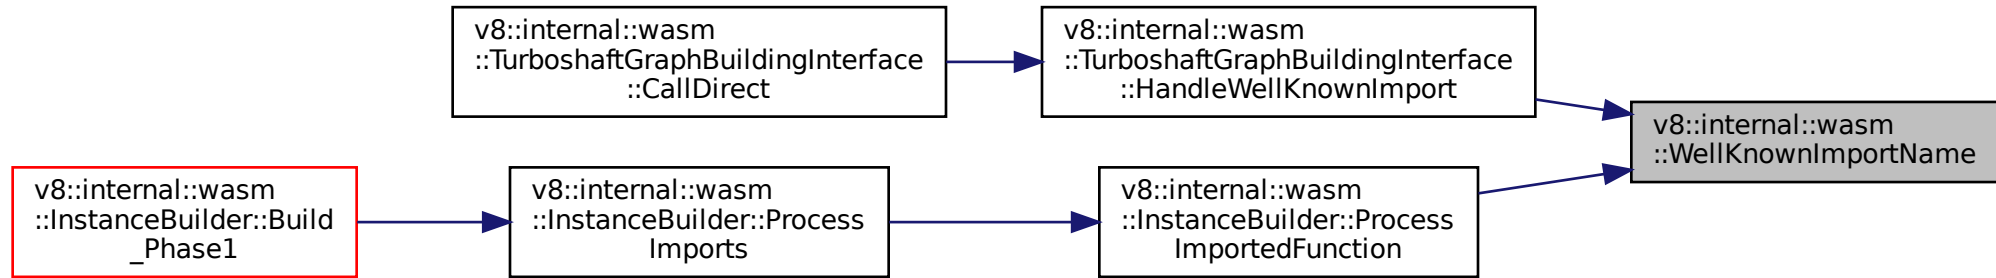 v8::internal::wasm
::TurboshaftGraphBuildingInterface
::CallDirect
v8::internal::wasm
::TurboshaftGraphBuildingInterface
::HandleWellKnownImport
v8::internal::wasm
::WellKnownImportName
v8::internal::wasm
::InstanceBuilder::Build
_Phase1
v8::internal::wasm
::InstanceBuilder::Process
Imports
v8::internal::wasm
::InstanceBuilder::Process
ImportedFunction